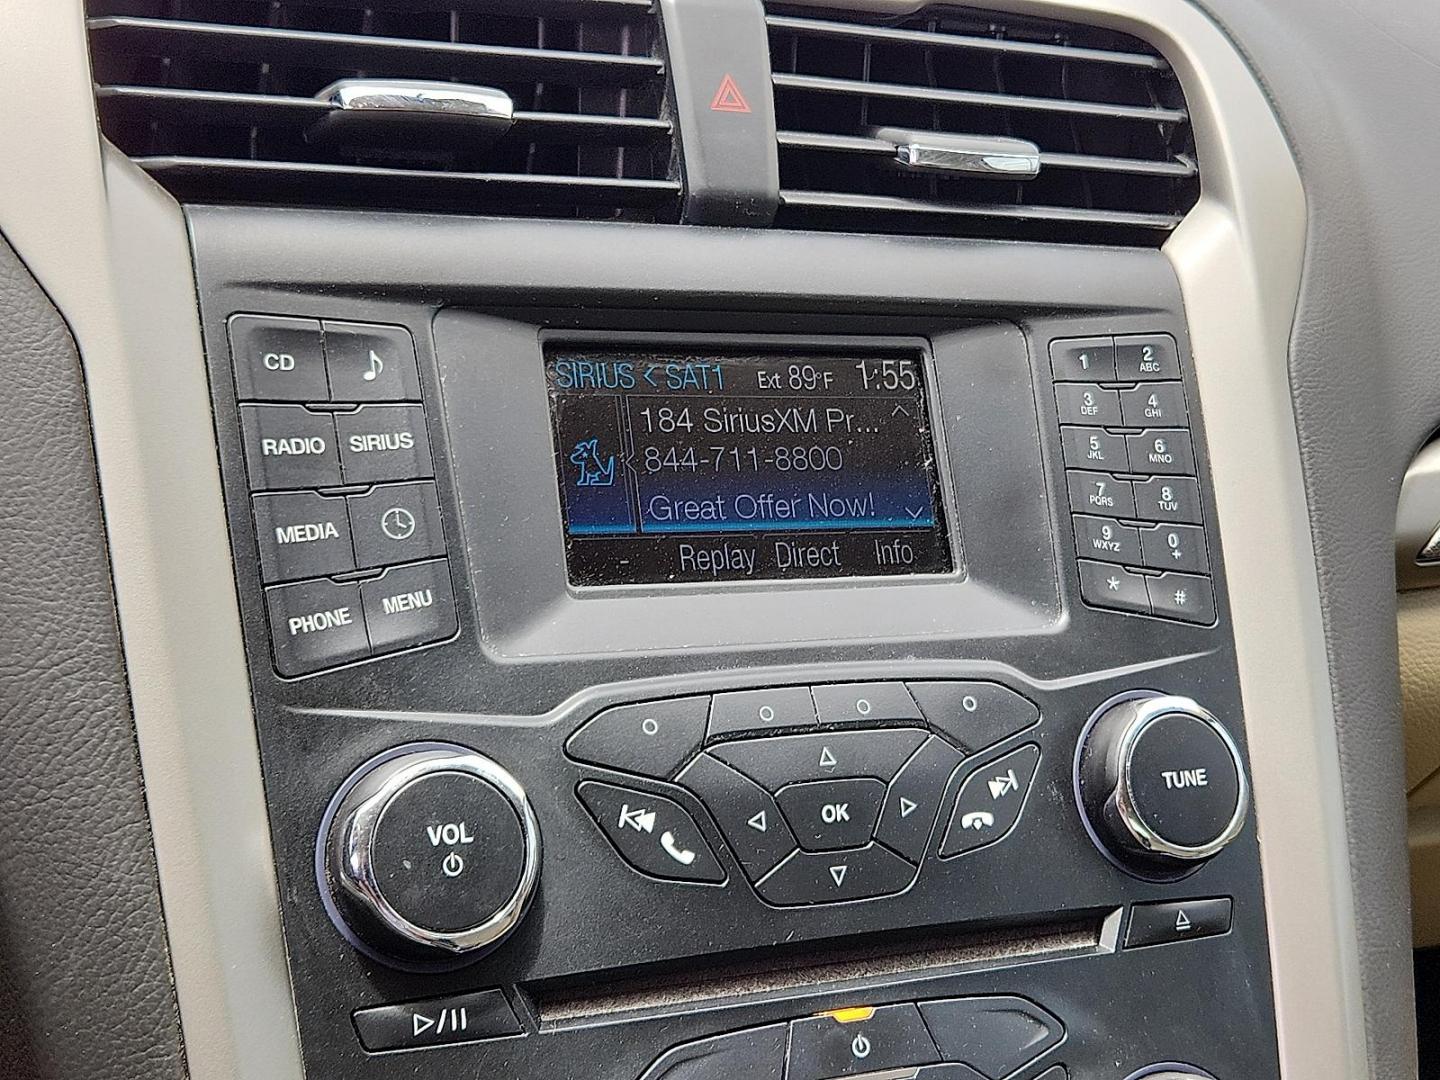 SIRIUS < SAT1 Ext 89°F 1:55
184 SiriusXM Pr...
844-711-8800
Great Offer Now!
Replay Direct Info
CD
RADIO SIRIUS
MEDIA
PHONE MENU
1 2 ABC
3 DEF 4 GHI
5 JKL 6 MNO
7 PQRS 8 TUV
9 WXYZ 0 +
* #
VOL
OK
TUNE